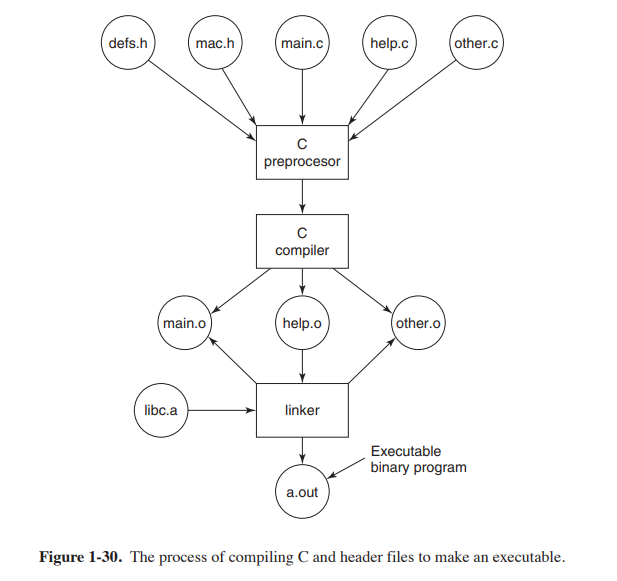 defs.h
mac.h
main.c
help.c
other.c
C
preprocesor
C
compiler
main.o
help.o
other.o
libc.a
linker
Executable
binary program
a.out
Figure 1-30. The process of compiling C and header files to make an executable.